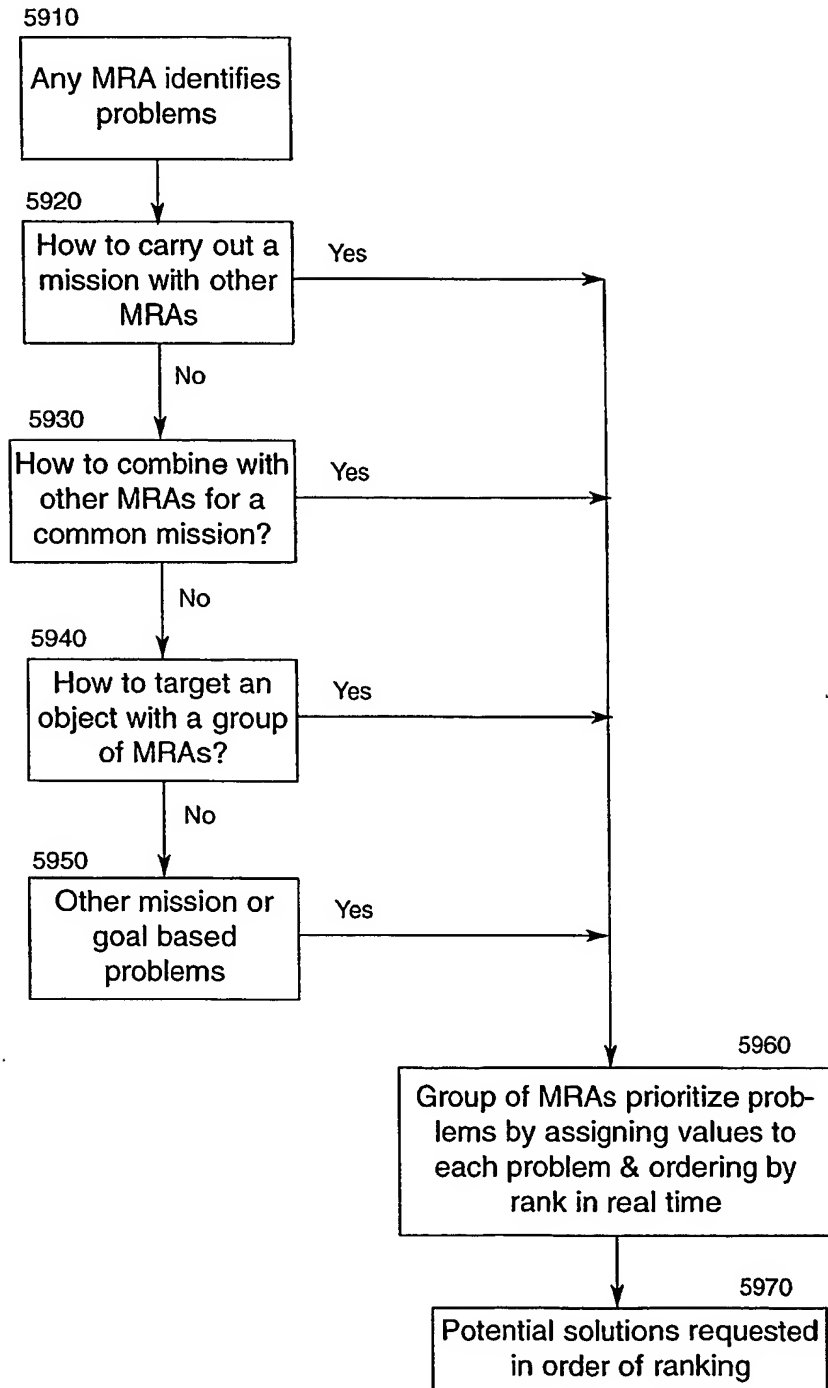 5910
Any MRA identifies
problems
5920
How to carry out a
mission with other
MRAs
Yes
No
5930
How to combine with
other MRAs for a
common mission?
Yes
No
5940
How to target an
object with a group
of MRAs?
Yes
No
5950
Other mission or
goal based
problems
Yes
5960
Group of MRAs prioritize prob-
lems by assigning values to
each problem & ordering by
rank in real time
5970
Potential solutions requested
in order of ranking